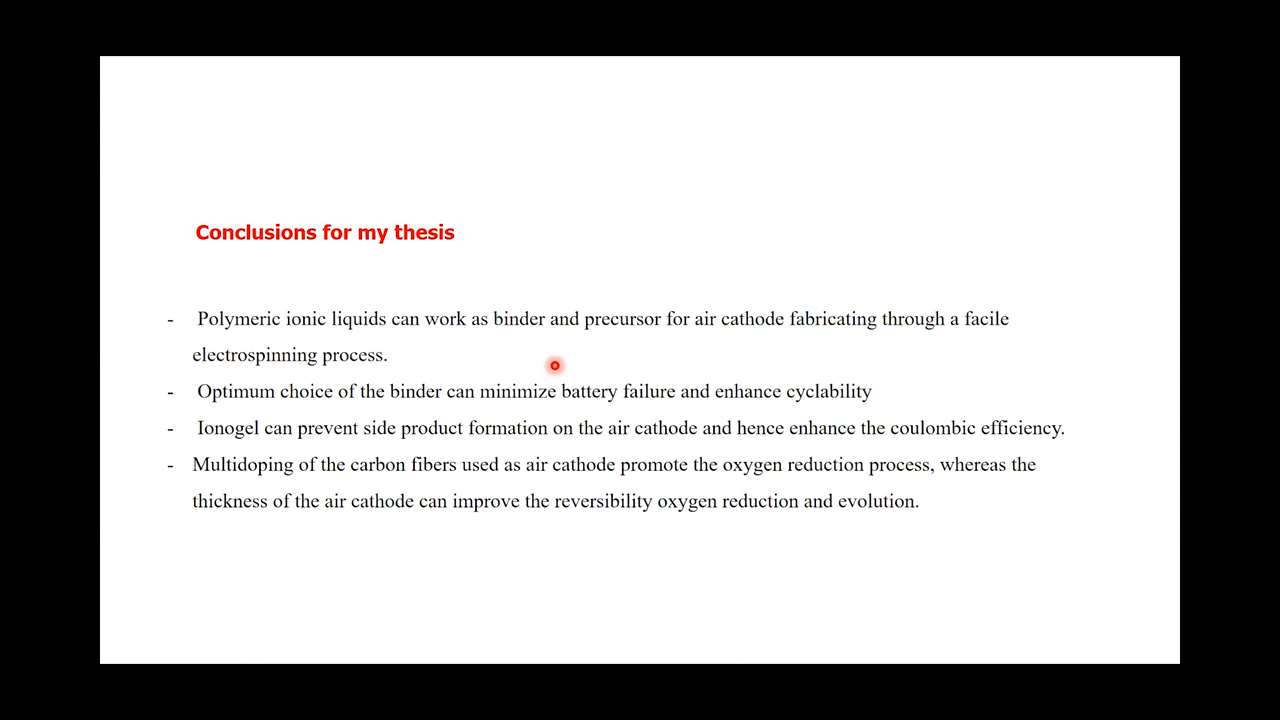 Conclusions for my thesis
- Polymeric ionic liquids can work as binder and precursor for air cathode fabricating through a facile
electrospinning process.
- Optimum choice of the binder can minimize battery failure and enhance cyclability
- Ionogel can prevent side product formation on the air cathode and hence enhance the coulombic efficiency.
- Multidoping of the carbon fibers used as air cathode promote the oxygen reduction process, whereas the
thickness of the air cathode can improve the reversibility oxygen reduction and evolution.